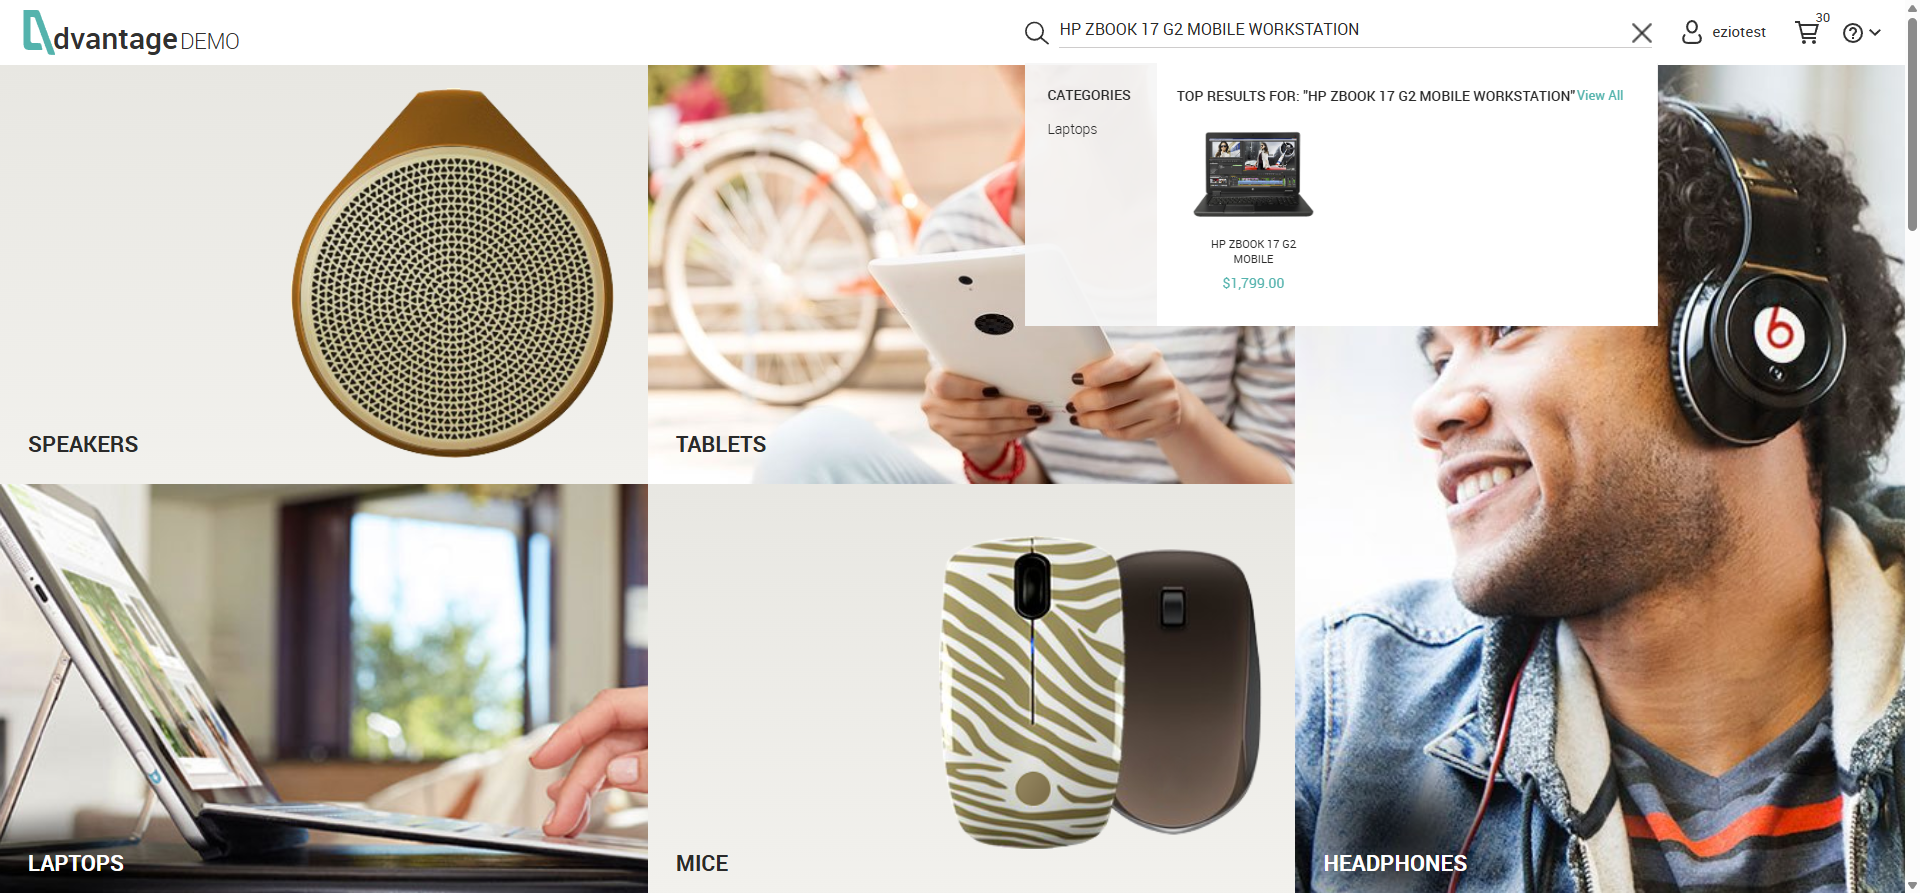 dvantage DEMO
HP ZBOOK 17 G2 MOBILE WORKSTATION
eziotest
30
CATEGORIES
Laptops
TOP RESULTS FOR: "HP ZBOOK 17 G2 MOBILE WORKSTATION" View All
HP ZBOOK 17 G2
MOBILE
$1,799.00
SPEAKERS
TABLETS
LAPTOPS
MICE
HEADPHONES